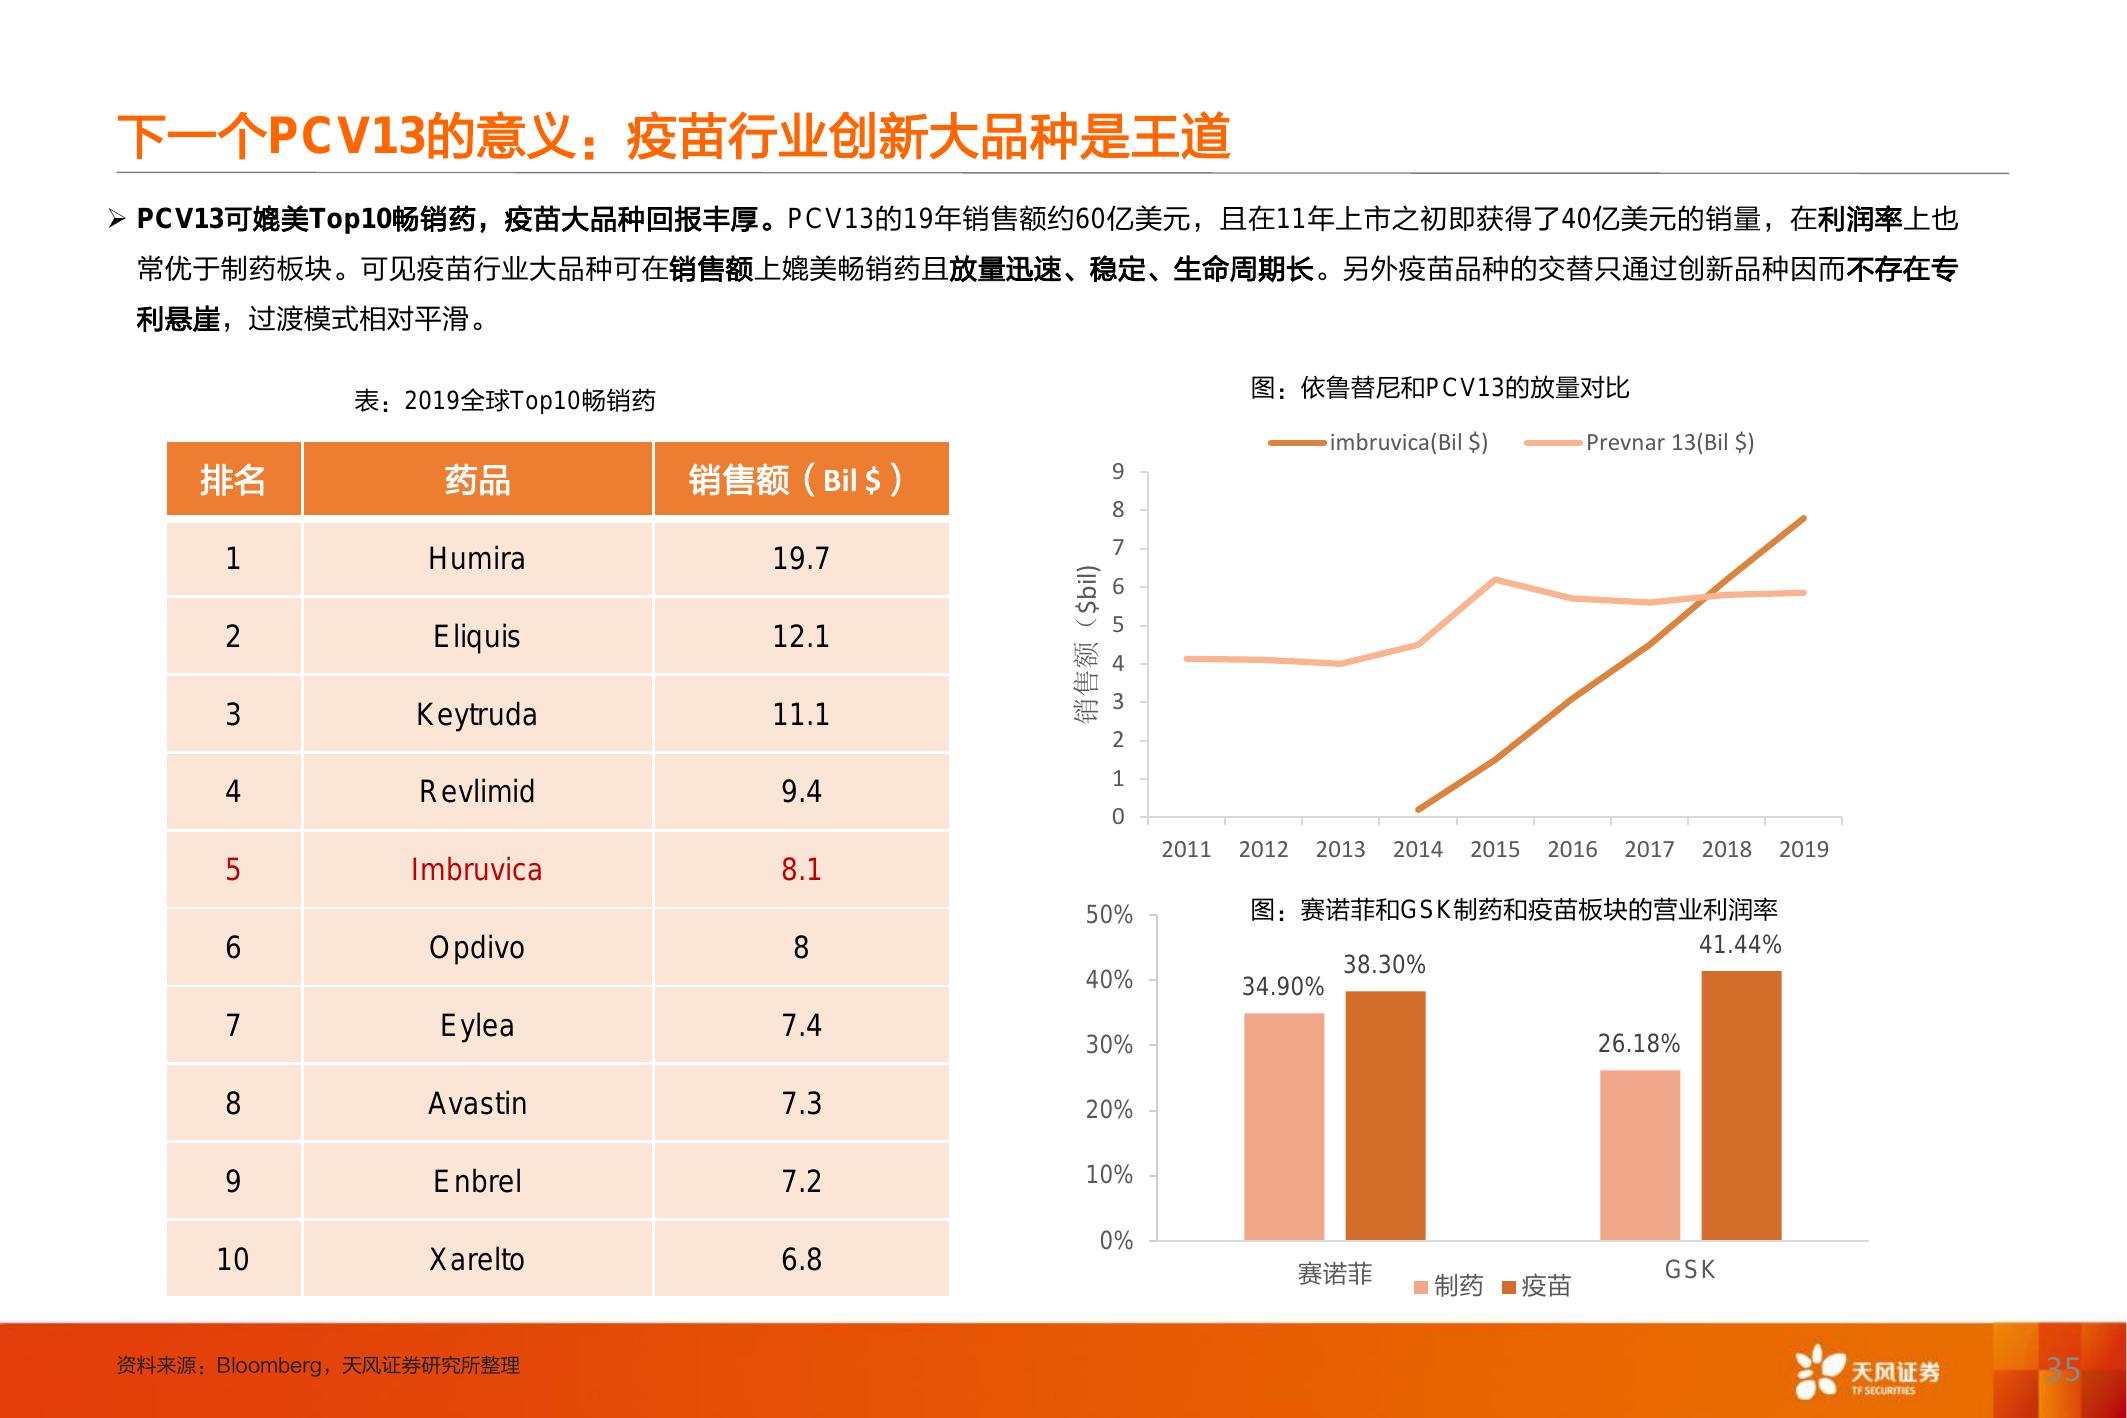 下一个PCV13的意义：疫苗行业创新大品种是王道
➢ PCV13可媲美Top10畅销药，疫苗大品种回报丰厚。PCV13的19年销售额约60亿美元，且在11年上市之初即获得了40亿美元的销量，在利润率上也
常优于制药板块。可见疫苗行业大品种可在销售额上媲美畅销药且放量迅速、稳定、生命周期长。另外疫苗品种的交替只通过创新品种因而不存在专
利悬崖，过渡模式相对平滑。
表：2019全球Top10畅销药
排名 药品 销售额（Bil $ ）
1 Humira 19.7
2 Eliquis 12.1
3 Keytruda 11.1
4 Revlimid 9.4
5 Imbruvica 8.1
6 Opdivo 8
7 Eylea 7.4
8 Avastin 7.3
9 Enbrel 7.2
10 Xarelto 6.8
图：依鲁替尼和PCV13的放量对比
imbruvica(Bil $) Prevnar 13(Bil $)
销售额（$bil)
9
8
7
6
5
4
3
2
1
0
2011 2012 2013 2014 2015 2016 2017 2018 2019
图：赛诺菲和GSK制药和疫苗板块的营业利润率
50%
40%
30%
20%
10%
0%
34.90% 38.30% 26.18% 41.44%
赛诺菲 GSK
制药 疫苗
资料来源：Bloomberg，天风证券研究所整理
天风证券
TF SECURITIES
35